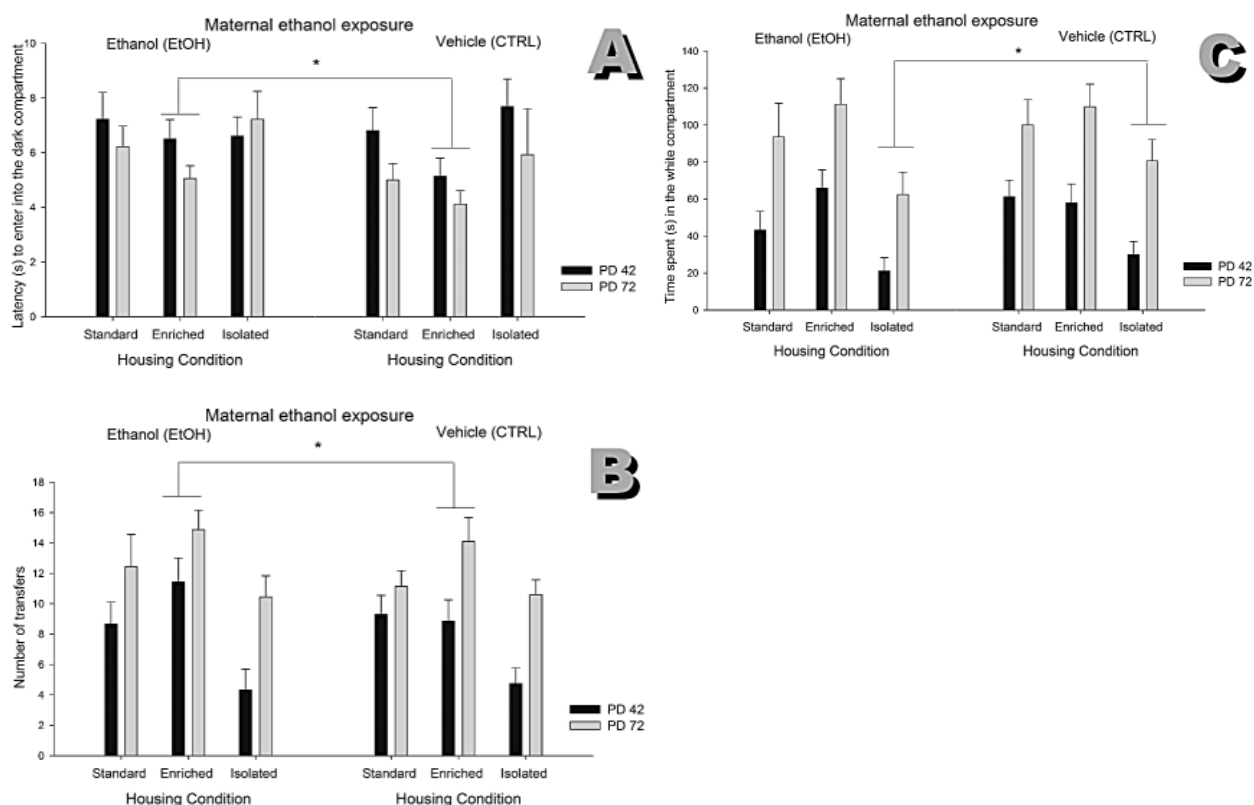 Maternal ethanol exposure
Ethanol (EtOH)
Vehicle (CTRL)
*
A
Latency (s) to enter into the dark compartment
10
8
6
4
2
0
PD 42
PD 72
Standard Enriched Isolated Standard Enriched Isolated
Housing Condition Housing Condition
Maternal ethanol exposure
Ethanol (EtOH)
Vehicle (CTRL)
*
C
Time spent (s) in the white compartment
140
120
100
80
60
40
20
0
PD 42
PD 72
Standard Enriched Isolated Standard Enriched Isolated
Housing Condition Housing Condition
Maternal ethanol exposure
Ethanol (EtOH)
Vehicle (CTRL)
*
B
Number of transfers
18
16
14
12
10
8
6
4
2
0
PD 42
PD 72
Standard Enriched Isolated Standard Enriched Isolated
Housing Condition Housing Condition